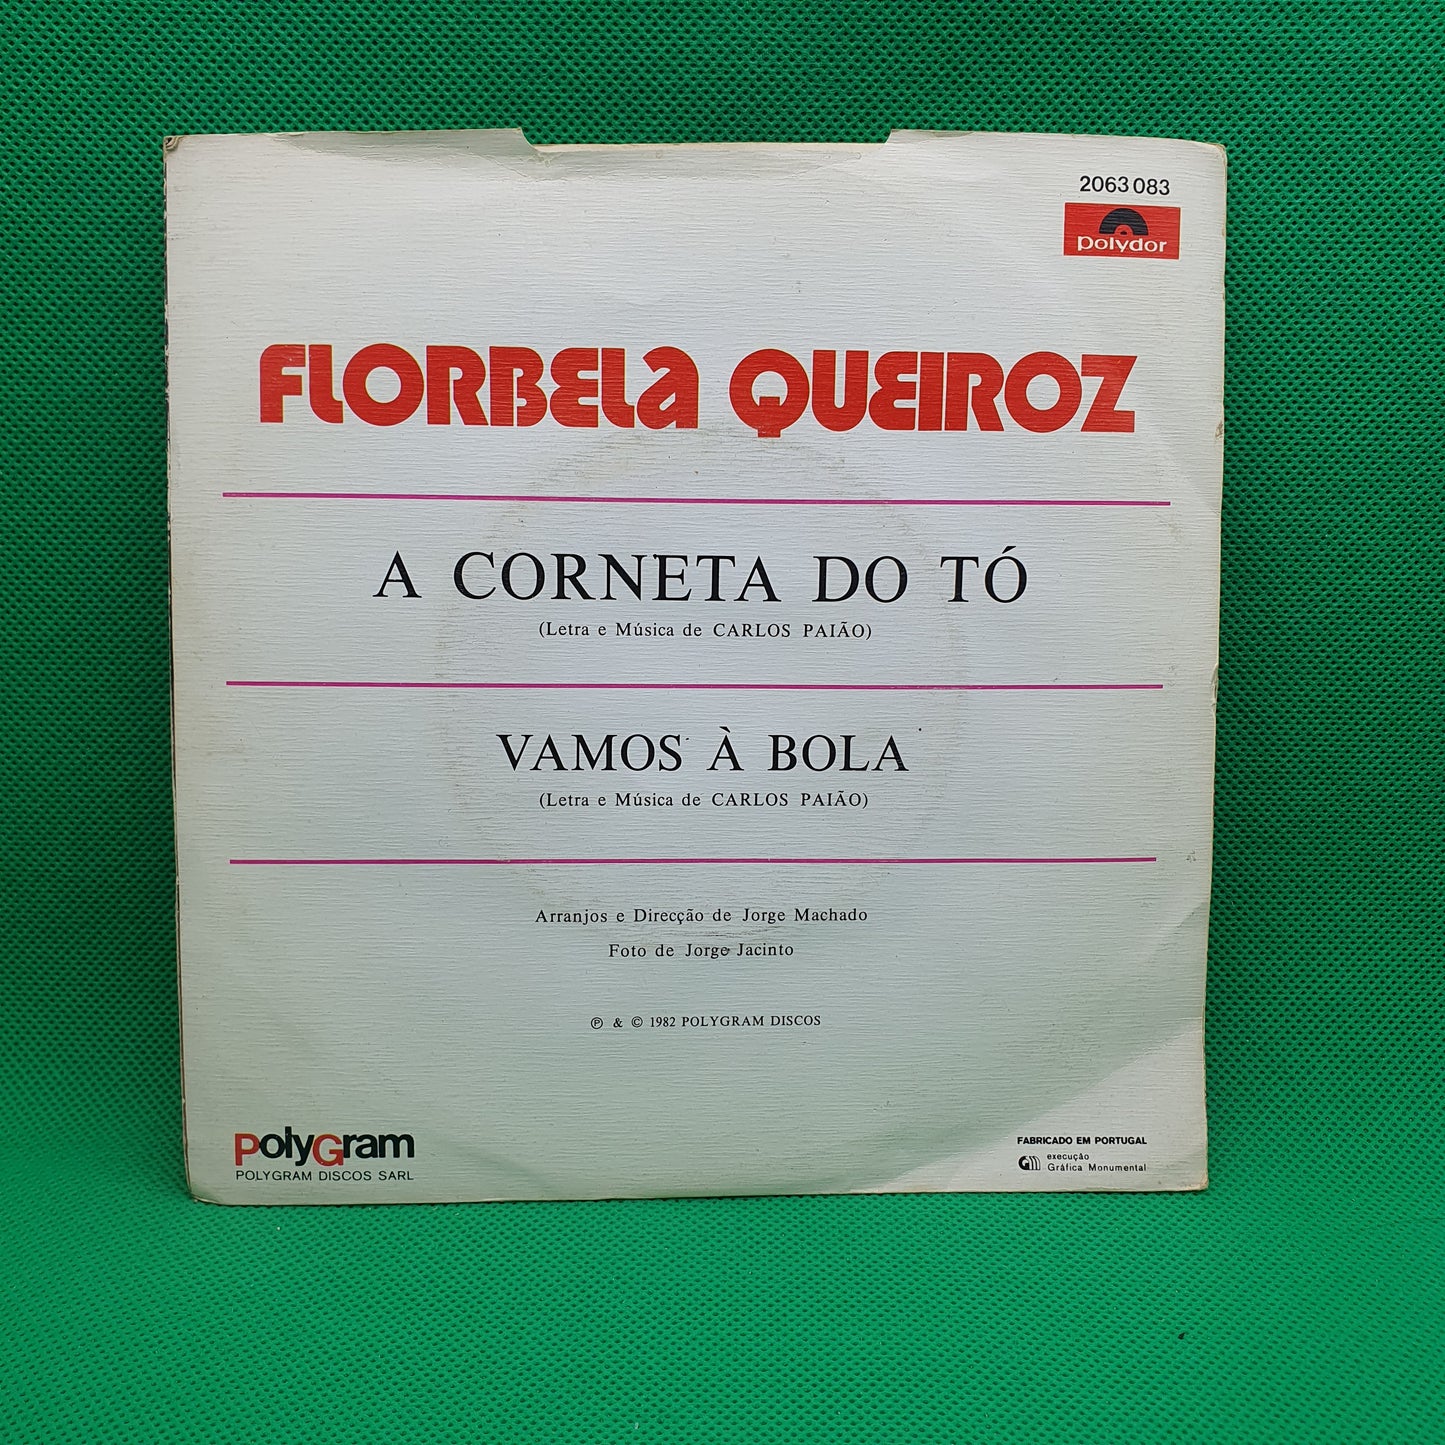 2063 083
polydor
FLORBELA QUEIROZ
A CORNETA DO TÓ
(Letra e Música de CARLOS PAIÃO)
VAMOS À BOLA
(Letra e Música de CARLOS PAIÃO)
Arranjos e Direcção de Jorge Machado
Foto de Jorge Jacinto
Ⓟ & © 1982 POLYGRAM DISCOS
PolyGram
POLYGRAM DISCOS SARL
FABRICADO EM PORTUGAL
GM execução
Gráfica Monumental